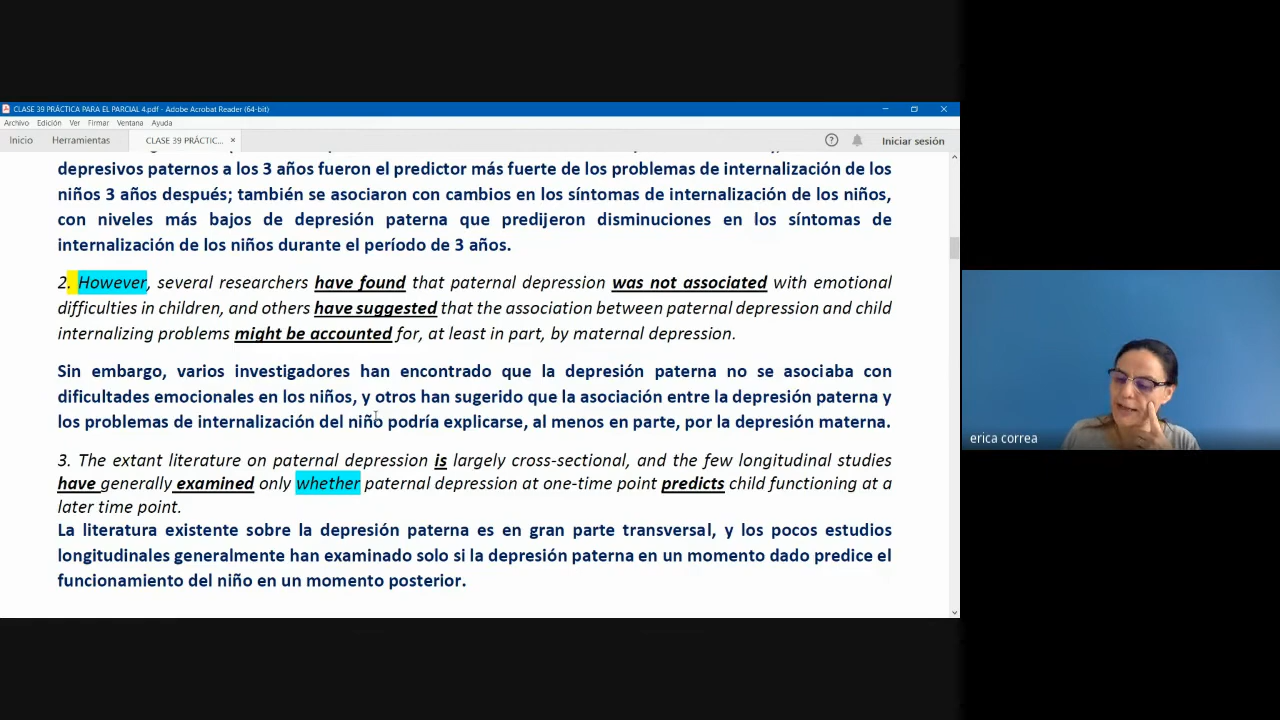 CLASE 39 PRÁCTICA PARA EL PARCIAL 4.pdf - Adobe Acrobat Reader (64-bit)
Archivo Edición Ver Firmar Ventana Ayuda
Inicio Herramientas CLASE 39 PRÁCTIC... × Iniciar sesión
depresivos paternos a los 3 años fueron el predictor más fuerte de los problemas de internalización de los
niños 3 años después; también se asociaron con cambios en los síntomas de internalización de los niños,
con niveles más bajos de depresión paterna que predijeron disminuciones en los síntomas de
internalización de los niños durante el período de 3 años.
2. However, several researchers have found that paternal depression was not associated with emotional
difficulties in children, and others have suggested that the association between paternal depression and child
internalizing problems might be accounted for, at least in part, by maternal depression.
Sin embargo, varios investigadores han encontrado que la depresión paterna no se asociaba con
dificultades emocionales en los niños, y otros han sugerido que la asociación entre la depresión paterna y
los problemas de internalización del niño podría explicarse, al menos en parte, por la depresión materna.
3. The extant literature on paternal depression is largely cross-sectional, and the few longitudinal studies
have generally examined only whether paternal depression at one-time point predicts child functioning at a
later time point.
La literatura existente sobre la depresión paterna es en gran parte transversal, y los pocos estudios
longitudinales generalmente han examinado solo si la depresión paterna en un momento dado predice el
funcionamiento del niño en un momento posterior.
erica correa